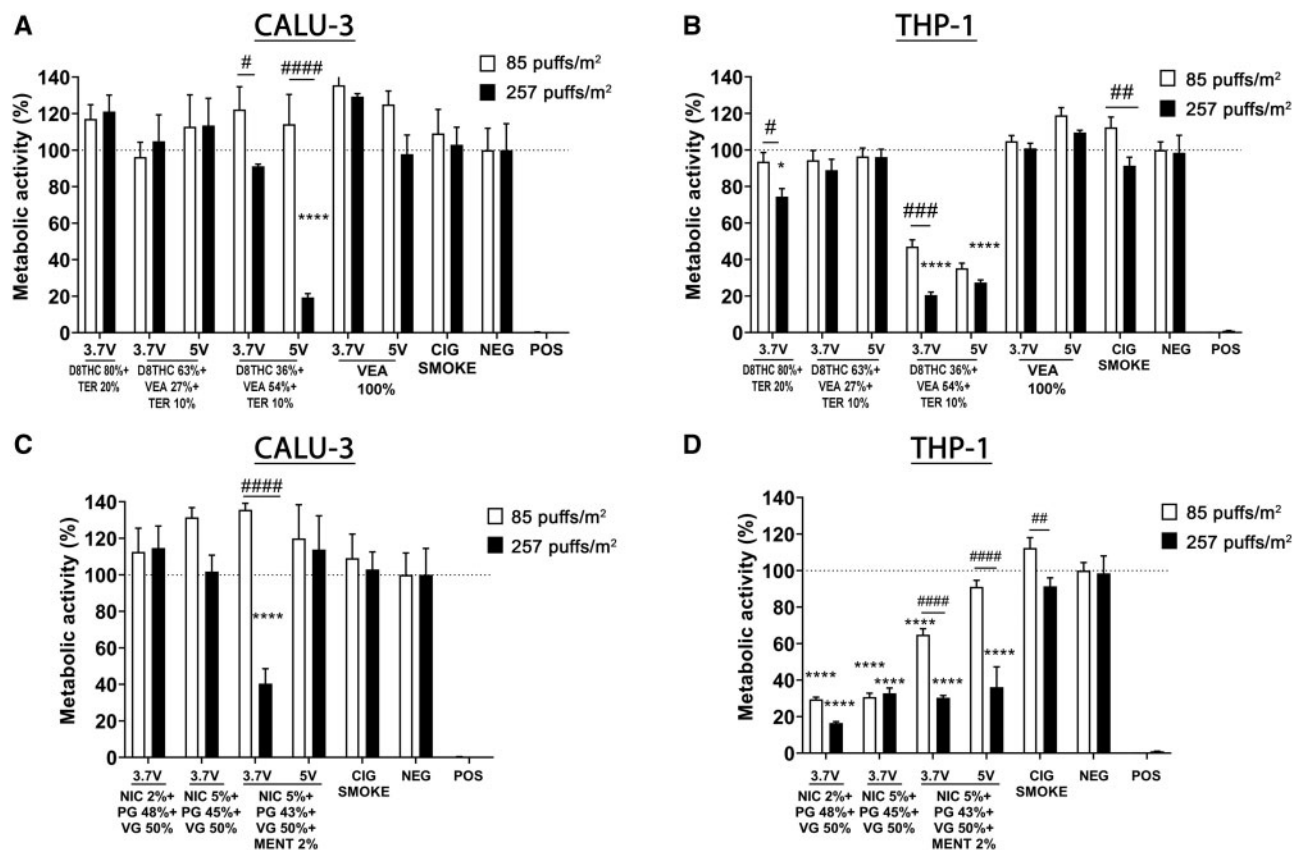 A
CALU-3
Metabolic activity (%)
140
120
100
80
60
40
20
0
85 puffs/m²
257 puffs/m²
#
####
****
3.7V 3.7V 5V 3.7V 5V 3.7V 5V CIG SMOKE NEG POS
D8THC 80%+
TER 20%
D8THC 63%+
VEA 27%+
TER 10%
D8THC 36%+
VEA 54%+
TER 10%
VEA
100%
B
THP-1
Metabolic activity (%)
140
120
100
80
60
40
20
0
85 puffs/m²
257 puffs/m²
#
*
###
****
****
##
3.7V 3.7V 5V 3.7V 5V 3.7V 5V CIG SMOKE NEG POS
D8THC 80%+
TER 20%
D8THC 63%+
VEA 27%+
TER 10%
D8THC 36%+
VEA 54%+
TER 10%
VEA
100%
C
CALU-3
Metabolic activity (%)
140
120
100
80
60
40
20
0
85 puffs/m²
257 puffs/m²
####
****
3.7V 3.7V 3.7V 5V CIG SMOKE NEG POS
NIC 2%+
PG 48%+
VG 50%
NIC 5%+
PG 45%+
VG 50%
NIC 5%+
PG 43%+
VG 50%+
MENT 2%
D
THP-1
Metabolic activity (%)
140
120
100
80
60
40
20
0
85 puffs/m²
257 puffs/m²
****
****
****
****
####
****
****
####
****
##
3.7V 3.7V 3.7V 5V CIG SMOKE NEG POS
NIC 2%+
PG 48%+
VG 50%
NIC 5%+
PG 45%+
VG 50%
NIC 5%+
PG 43%+
VG 50%+
MENT 2%